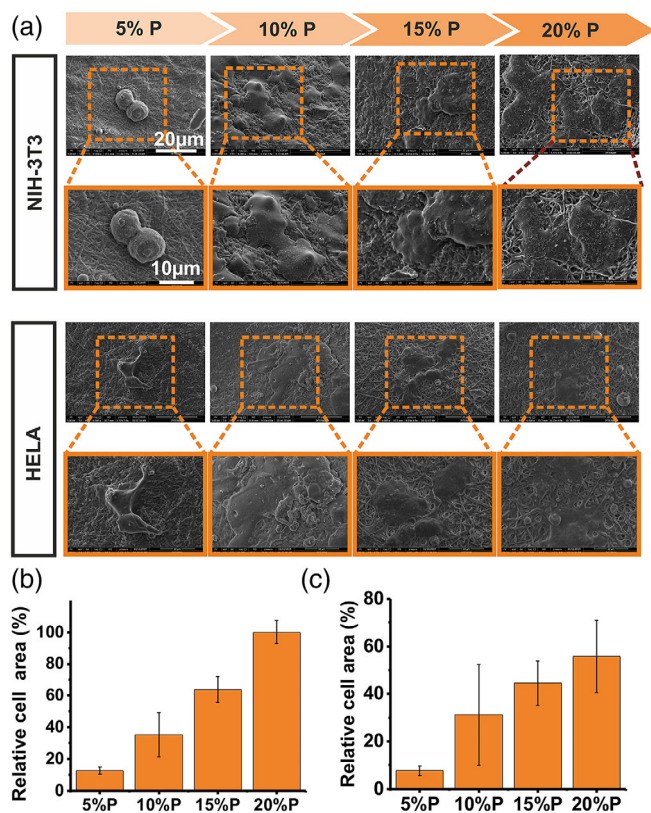 (a)
5% P
10% P
15% P
20% P
NIH-3T3
20μm
10μm
HELA
(b)
Relative cell area (%)
100
80
60
40
20
0
5%P
10%P
15%P
20%P
(c)
Relative cell area (%)
80
60
40
20
0
5%P
10%P
15%P
20%P